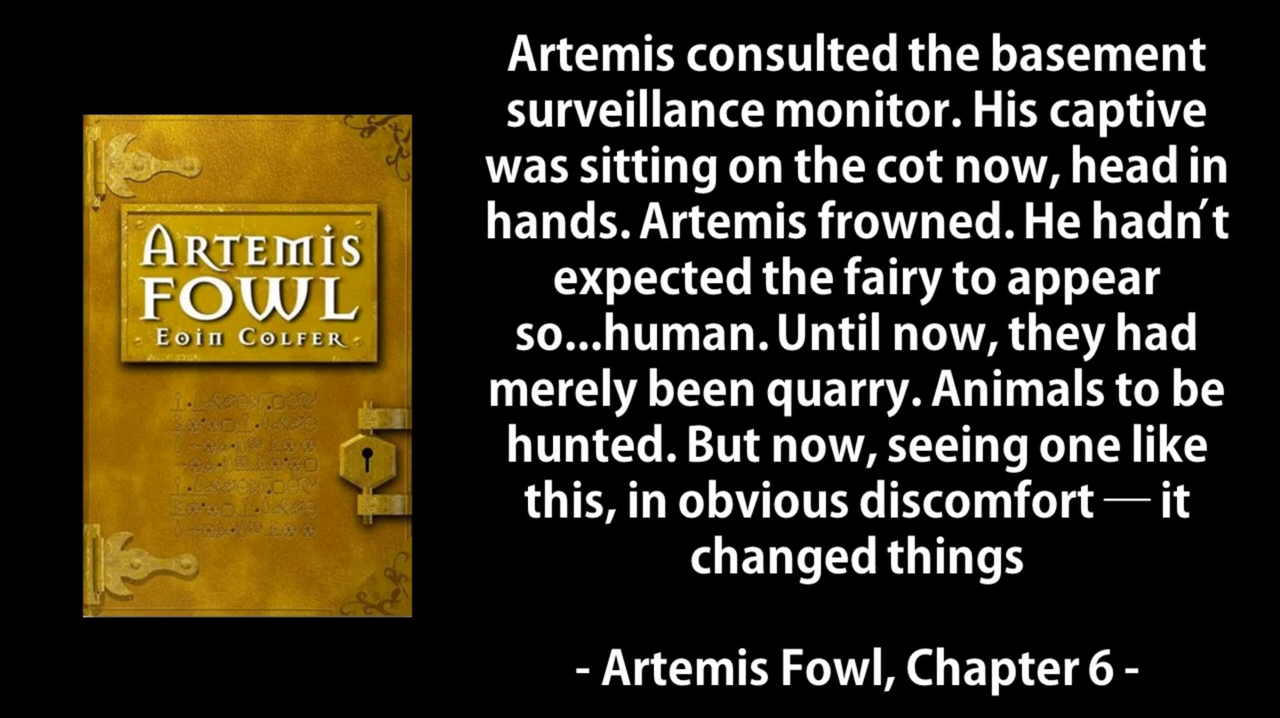 ARTEMIS
FOWL
EOIN COLFER
Artemis consulted the basement
surveillance monitor. His captive
was sitting on the cot now, head in
hands. Artemis frowned. He hadn´t
expected the fairy to appear
so...human. Until now, they had
merely been quarry. Animals to be
hunted. But now, seeing one like
this, in obvious discomfort — it
changed things
- Artemis Fowl, Chapter 6 -